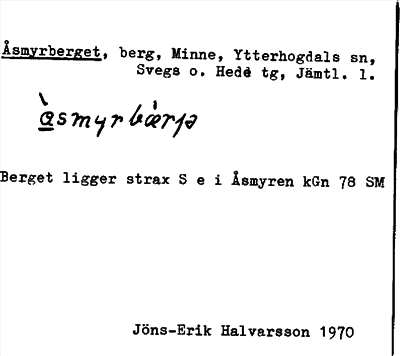 Åsmyrberget, berg, Minne, Ytterhogdals sn,
Svegs o. Hede tg, Jämtl. l.
Berget ligger strax S e i Åsmyren kGn 78 SM
Jöns-Erik Halvarsson 1970